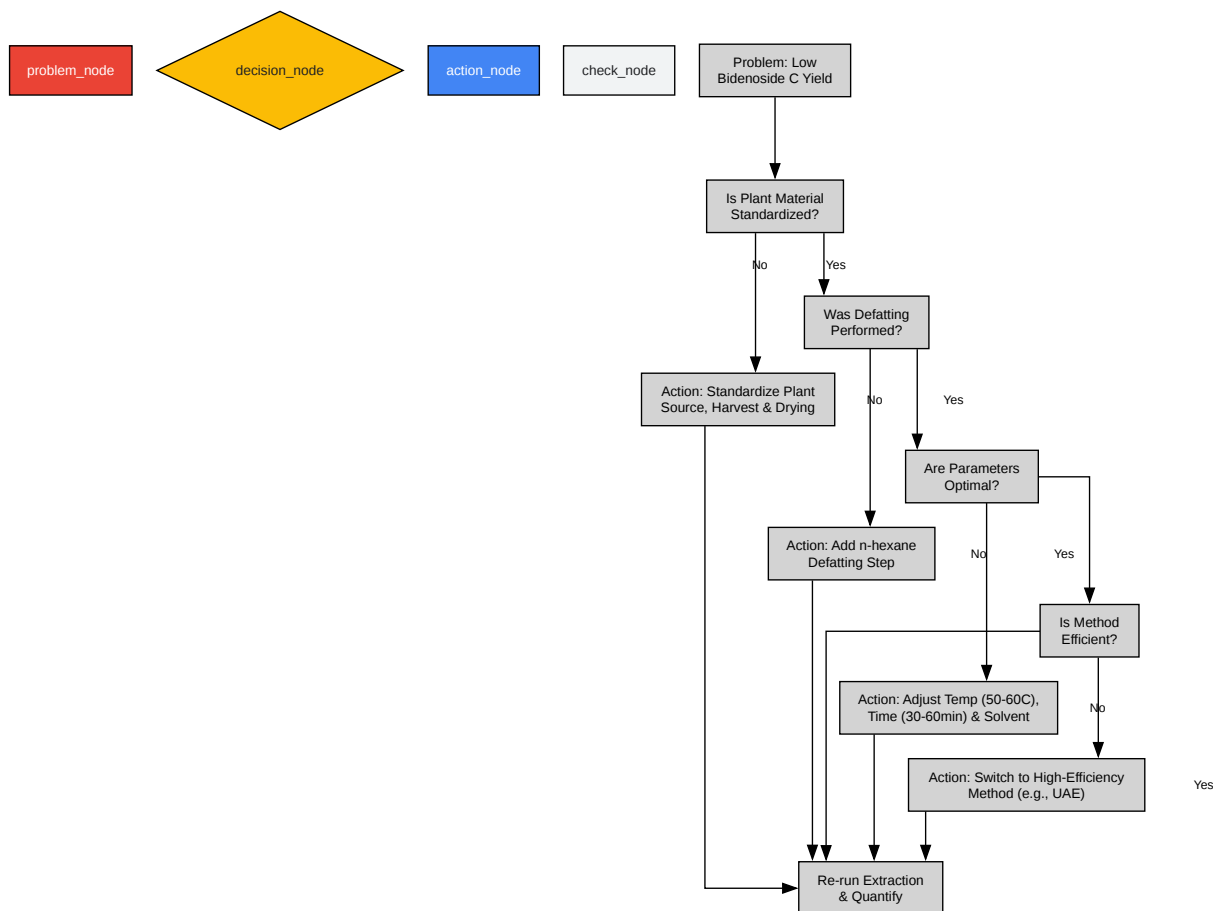 problem_node
decision_node
action_node
check_node
Problem: Low
Bidenoside C Yield
Is Plant Material
Standardized?
No
Yes
Was Defatting
Performed?
Action: Standardize Plant
Source, Harvest & Drying
No
Yes
Are Parameters
Optimal?
Action: Add n-hexane
Defatting Step
No
Yes
Is Method
Efficient?
Action: Adjust Temp (50-60C),
Time (30-60min) & Solvent
No
Action: Switch to High-Efficiency
Method (e.g., UAE)
Yes
Re-run Extraction
& Quantify